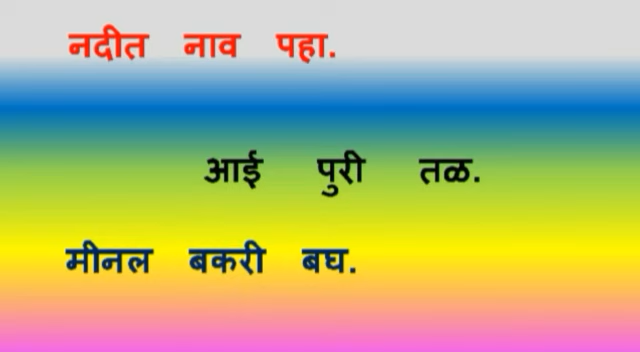 नदीत नाव पहा.
आई पुरी तळ.
मीनल बकरी बघ.